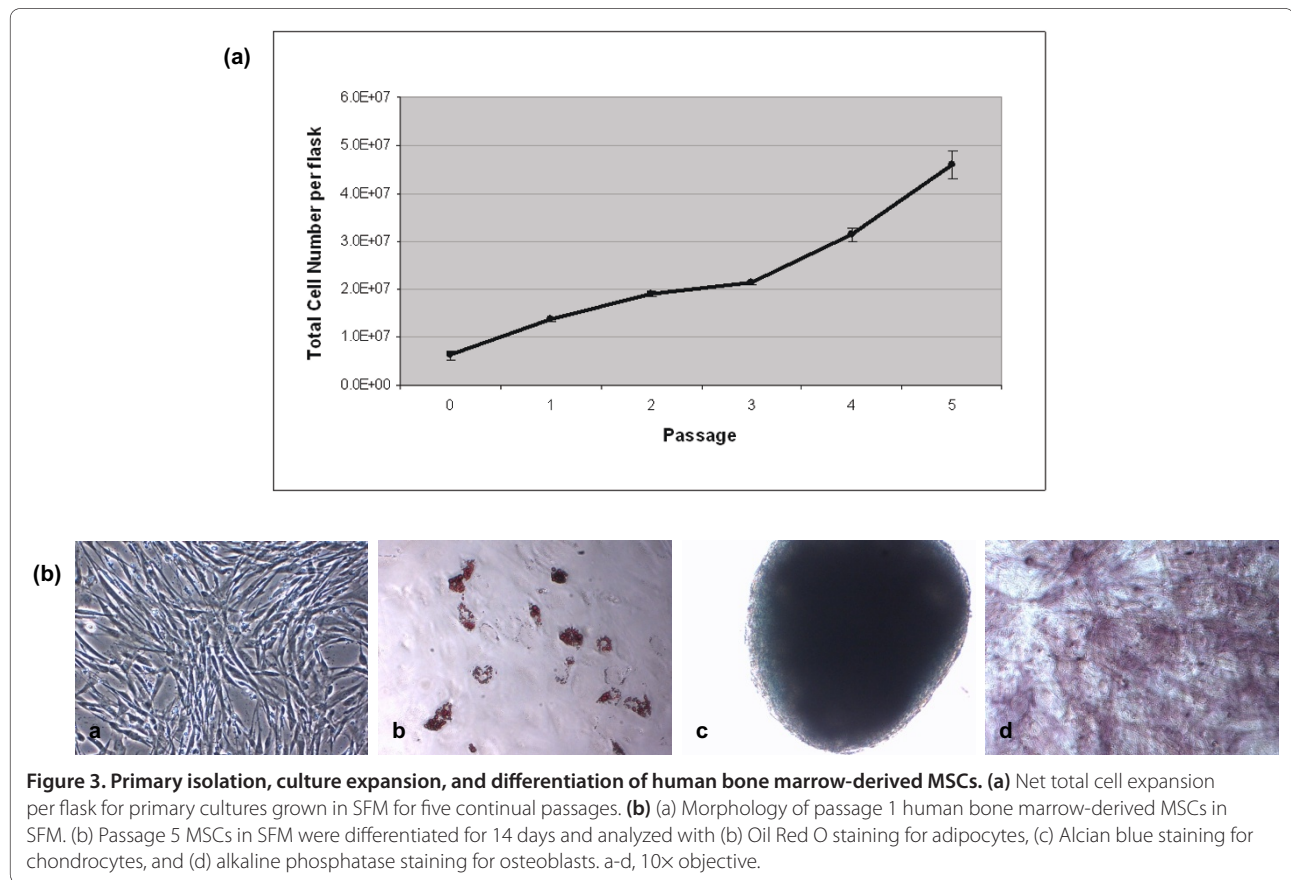 (a)
6.0E+07
5.0E+07
4.0E+07
3.0E+07
2.0E+07
1.0E+07
0.0E+00
Total Cell Number per flask
0 1 2 3 4 5
Passage
(b)
a b c d
Figure 3. Primary isolation, culture expansion, and differentiation of human bone marrow-derived MSCs. (a) Net total cell expansion
per flask for primary cultures grown in SFM for five continual passages. (b) (a) Morphology of passage 1 human bone marrow-derived MSCs in
SFM. (b) Passage 5 MSCs in SFM were differentiated for 14 days and analyzed with (b) Oil Red O staining for adipocytes, (c) Alcian blue staining for
chondrocytes, and (d) alkaline phosphatase staining for osteoblasts. a-d, 10× objective.